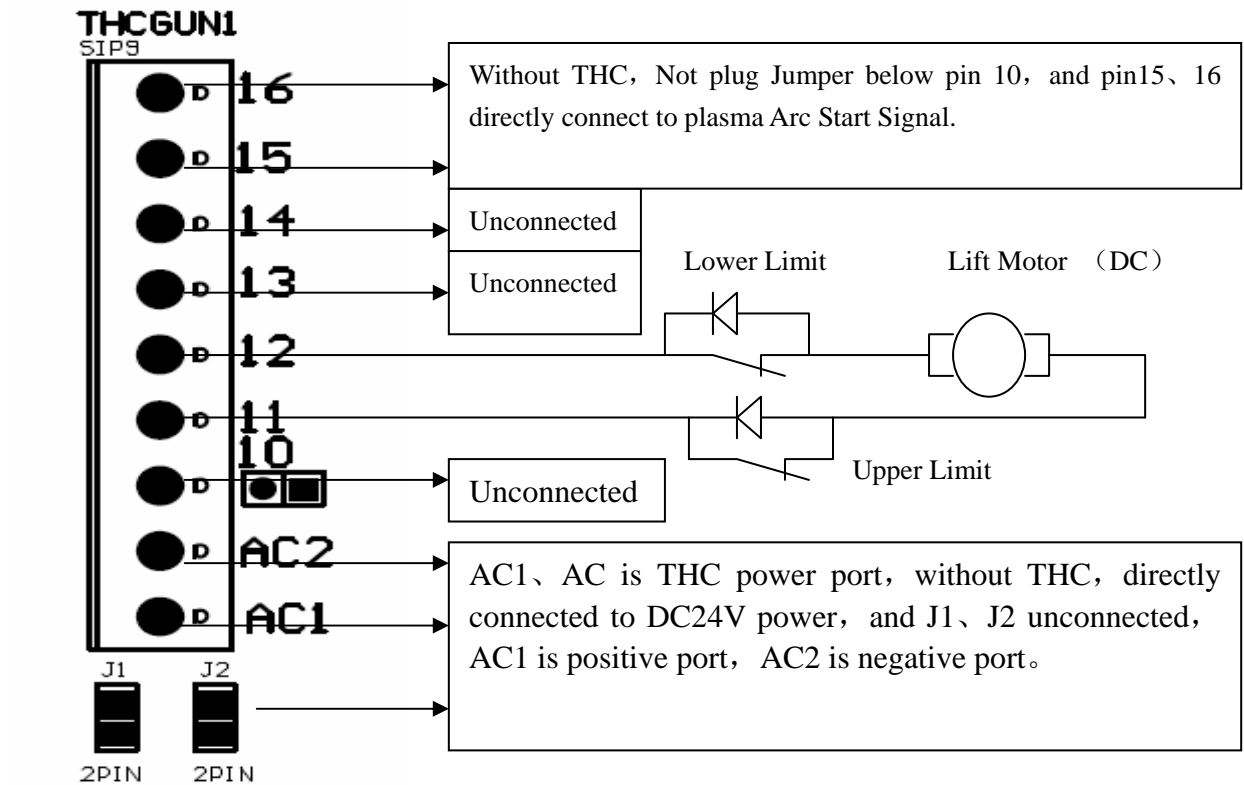 THCGUN1
SIP9
D 16
D 15
D 14
D 13
D 12
D 11
10
D
D AC2
D AC1
J1 J2
2PIN 2PIN
Without THC，Not plug Jumper below pin 10，and pin15、16
directly connect to plasma Arc Start Signal.
Unconnected
Unconnected
Lower Limit
Lift Motor （DC）
Upper Limit
Unconnected
AC1、AC is THC power port，without THC，directly
connected to DC24V power，and J1、J2 unconnected，
AC1 is positive port，AC2 is negative port。